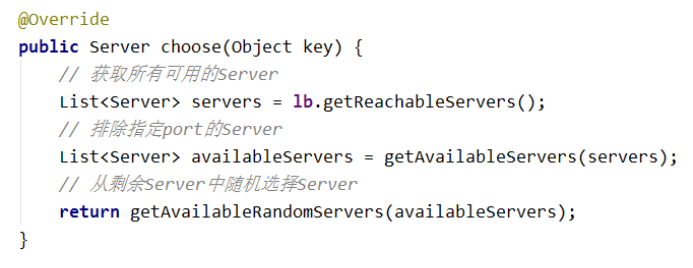 @Override
public Server choose(Object key) {
    // 获取所有可用的Server
    List<Server> servers = lb.getReachableServers();
    // 排除指定port的Server
    List<Server> availableServers = getAvailableServers(servers);
    // 从剩余Server中随机选择Server
    return getAvailableRandomServers(availableServers);
}